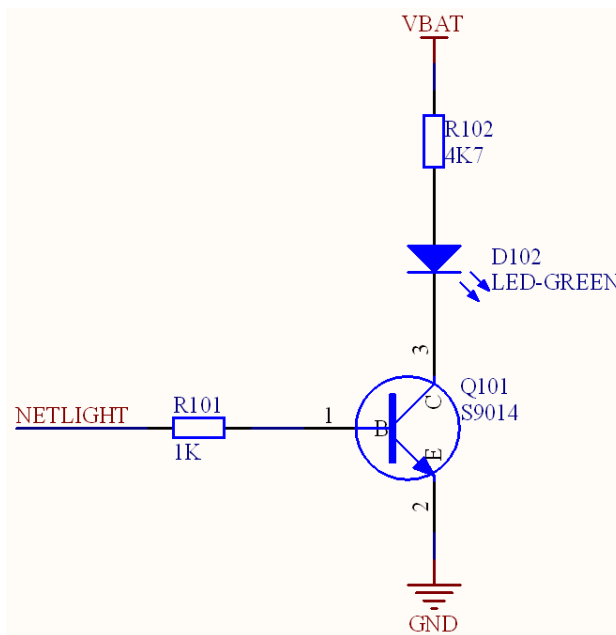 VBAT
R102
4K7
D102
LED-GREEN
3
Q101
S9014
C
NETLIGHT
R101
1K
1
B
E
2
GND